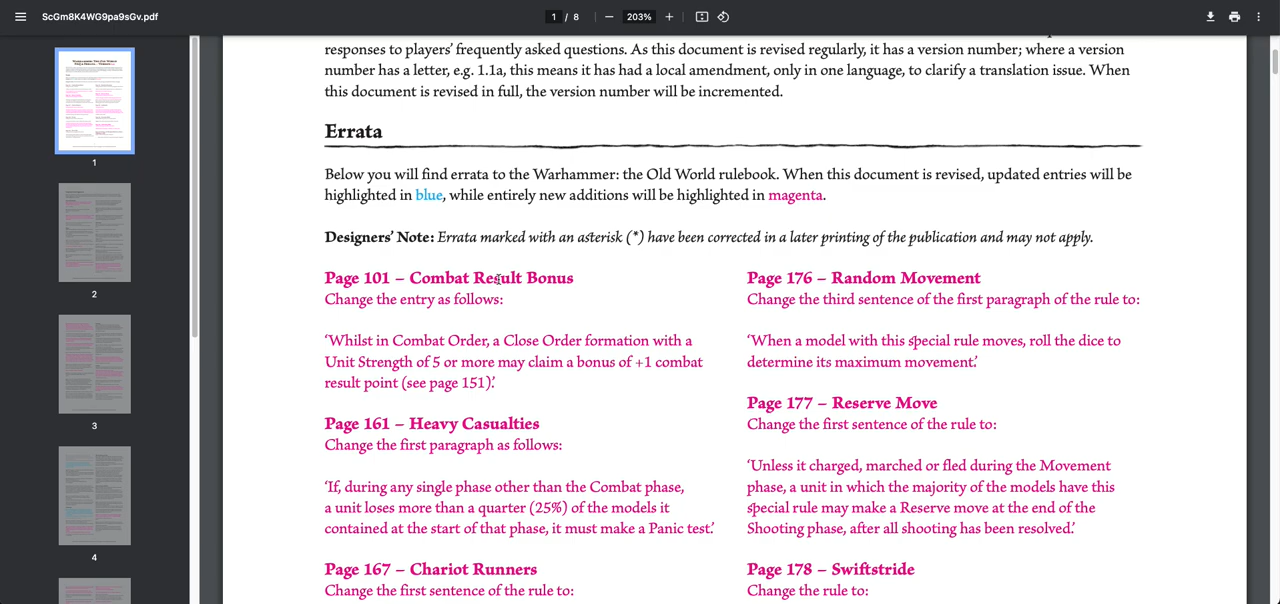 ScGm8K4WG9pa9sGv.pdf
1 / 8
203%
1
2
3
4
responses to players' frequently asked questions. As this document is revised regularly, it has a version number; where a version
number has a letter, e.g. 1.1a, this means it has had a local amendment, only in one language, to clarify a translation issue. When
this document is revised in full, the version number will be incremented.
Errata
Below you will find errata to the Warhammer: the Old World rulebook. When this document is revised, updated entries will be
highlighted in blue, while entirely new additions will be highlighted in magenta.
Designers' Note: Errata marked with an asterisk (*) have been corrected in a later printing of the publication and may not apply.
Page 101 – Combat Result Bonus
Change the entry as follows:
'Whilst in Combat Order, a Close Order formation with a
Unit Strength of 5 or more may claim a bonus of +1 combat
result point (see page 151).'
Page 161 – Heavy Casualties
Change the first paragraph as follows:
'If, during any single phase other than the Combat phase,
a unit loses more than a quarter (25%) of the models it
contained at the start of that phase, it must make a Panic test.'
Page 167 – Chariot Runners
Change the first sentence of the rule to:
Page 176 – Random Movement
Change the third sentence of the first paragraph of the rule to:
'When a model with this special rule moves, roll the dice to
determine its maximum movement.'
Page 177 – Reserve Move
Change the first sentence of the rule to:
'Unless it charged, marched or fled during the Movement
phase, a unit in which the majority of the models have this
special rule may make a Reserve move at the end of the
Shooting phase, after all shooting has been resolved.'
Page 178 – Swiftstride
Change the rule to: